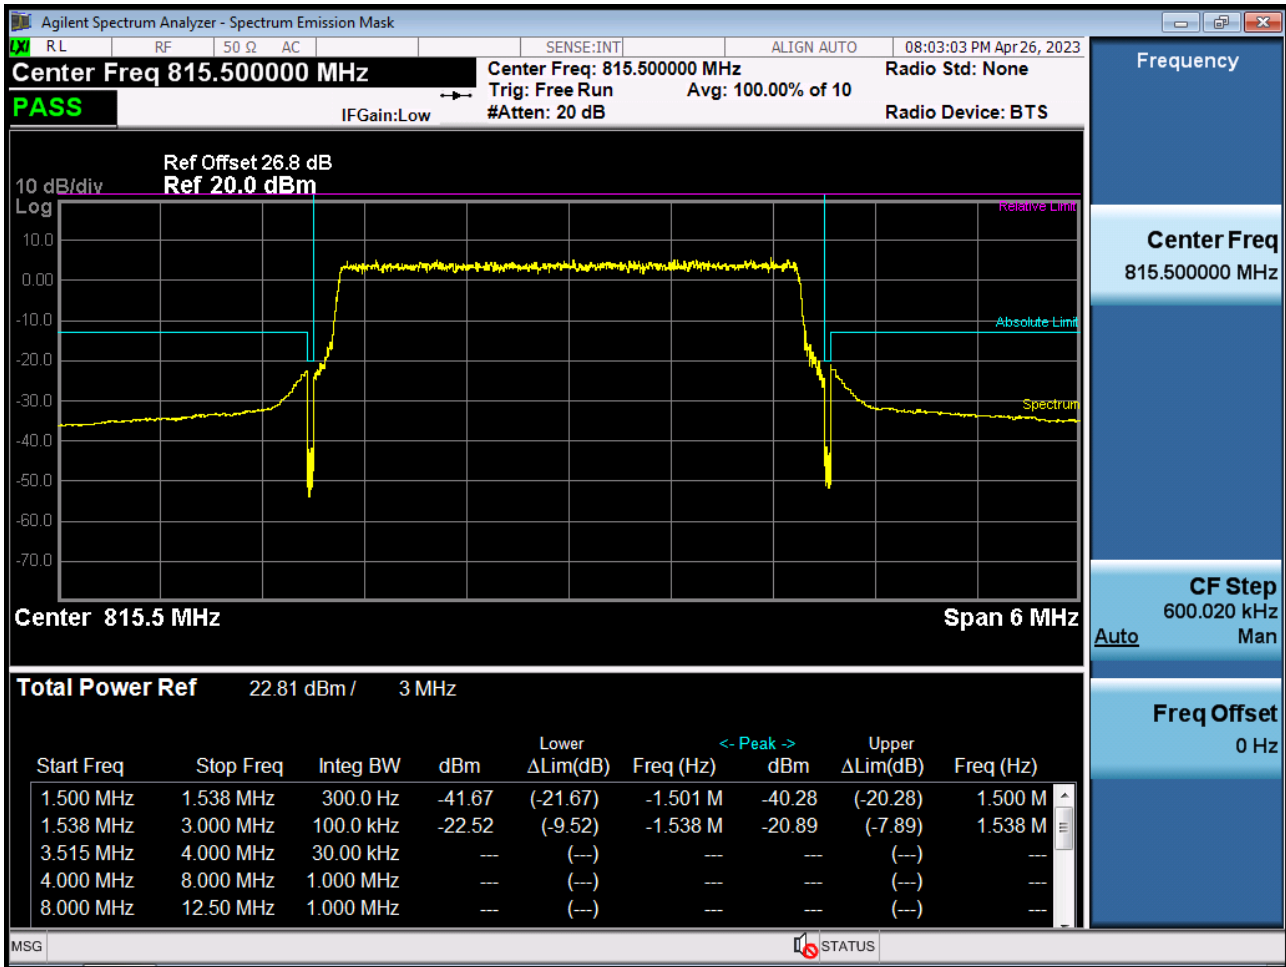 Agilent Spectrum Analyzer - Spectrum Emission Mask
LXI RL RF 50 Ω AC SENSE:INT ALIGN AUTO 08:03:03 PM Apr 26, 2023
Center Freq 815.500000 MHz
Center Freq: 815.500000 MHz Radio Std: None
Trig: Free Run Avg: 100.00% of 10
PASS
IFGain:Low #Atten: 20 dB Radio Device: BTS
Ref Offset 26.8 dB
10 dB/div Ref 20.0 dBm
Log
Relative Limit
10.0
0.00
-10.0
Absolute Limit
-20.0
-30.0
Spectrum
-40.0
-50.0
-60.0
-70.0
Center 815.5 MHz Span 6 MHz
Total Power Ref 22.81 dBm / 3 MHz
Lower <- Peak -> Upper
Start Freq Stop Freq Integ BW dBm ΔLim(dB) Freq (Hz) dBm ΔLim(dB) Freq (Hz)
1.500 MHz 1.538 MHz 300.0 Hz -41.67 (-21.67) -1.501 M -40.28 (-20.28) 1.500 M
1.538 MHz 3.000 MHz 100.0 kHz -22.52 (-9.52) -1.538 M -20.89 (-7.89) 1.538 M
3.515 MHz 4.000 MHz 30.00 kHz --- (---) --- --- (---) ---
4.000 MHz 8.000 MHz 1.000 MHz --- (---) --- --- (---) ---
8.000 MHz 12.50 MHz 1.000 MHz --- (---) --- --- (---) ---
MSG STATUS
Frequency
Center Freq
815.500000 MHz
CF Step
600.020 kHz
Auto Man
Freq Offset
0 Hz